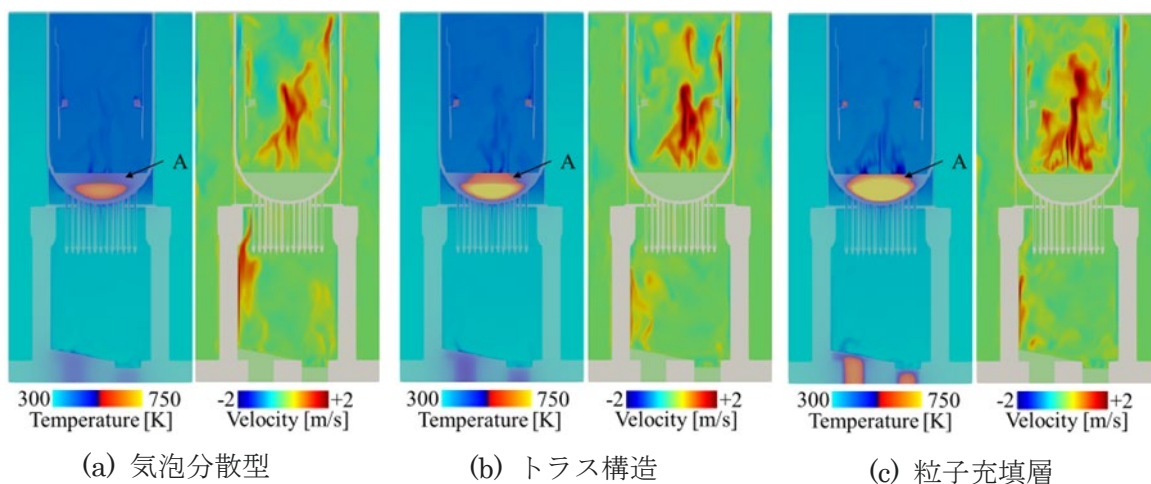 A
A
A
300 750
Temperature [K]
-2 +2
Velocity [m/s]
300 750
Temperature [K]
-2 +2
Velocity [m/s]
300 750
Temperature [K]
-2 +2
Velocity [m/s]
(a) 気泡分散型
(b) トラス構造
(c) 粒子充填層